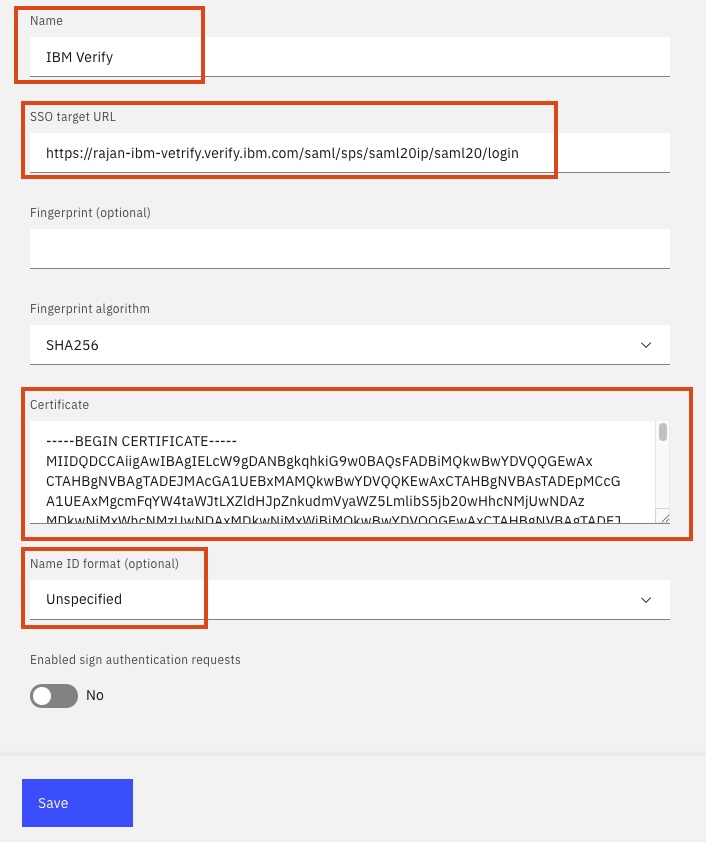 Name
IBM Verify
SSO target URL
https://rajan-ibm-vetrify.verify.ibm.com/saml/sps/saml20ip/saml20/login
Fingerprint (optional)
Fingerprint algorithm
SHA256
Certificate
-----BEGIN CERTIFICATE-----
MIIDQDCCAiigAwIBAgIELcW9gDANBgkqhkiG9w0BAQsFADBiMQkwBwYDVQQGEwAx
CTAHBgNVBAgTADEJMAcGA1UEBxMAMQkwBwYDVQQKEwAxCTAHBgNVBAsTADEpMCcG
A1UEAxMgcmFqYW4taWJtLXZldHJpZnkudmVyaWZ5LmlibS5jb20wHhcNMjUwNDAz
MDkwNjMxWhcNMzUwNDAxMDkwNjMxWjBiMQkwBwYDVQQGEwAxCTAHBgNVBAgTADEJ
Name ID format (optional)
Unspecified
Enabled sign authentication requests
No
Save